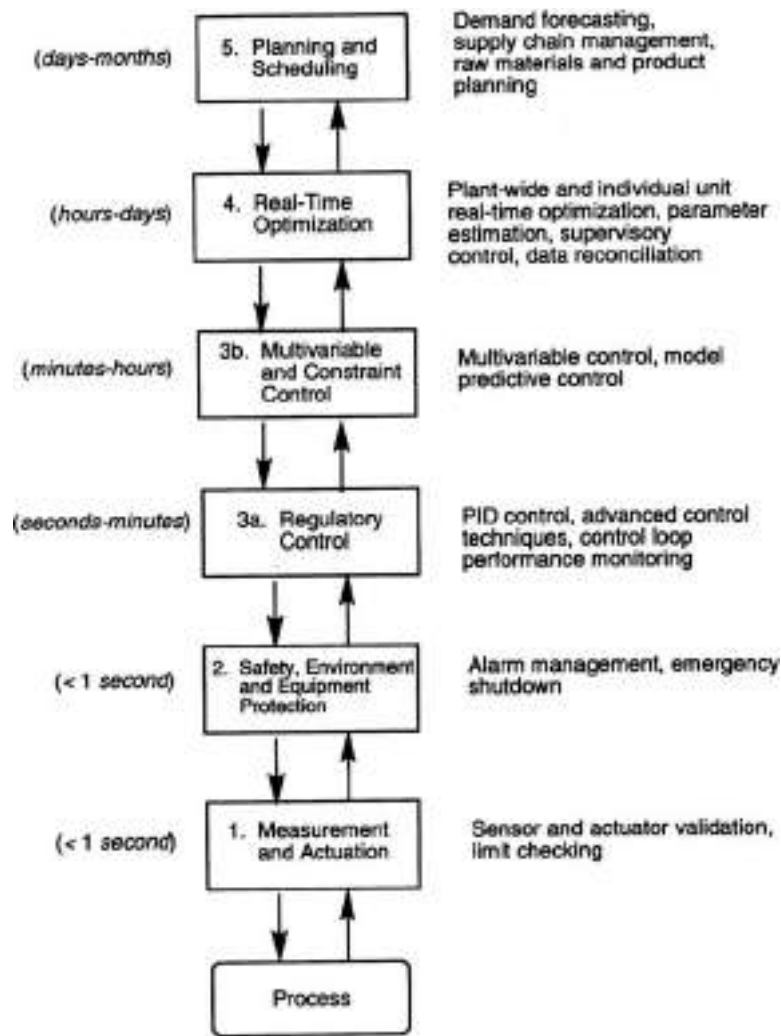 (days-months)
5. Planning and
Scheduling
Demand forecasting,
supply chain management,
raw materials and product
planning
(hours-days)
4. Real-Time
Optimization
Plant-wide and individual unit
real-time optimization, parameter
estimation, supervisory
control, data reconciliation
(minutes-hours)
3b. Multivariable
and Constraint
Control
Multivariable control, model
predictive control
(seconds-minutes)
3a. Regulatory
Control
PID control, advanced control
techniques, control loop
performance monitoring
(< 1 second)
2. Safety, Environment
and Equipment
Protection
Alarm management, emergency
shutdown
(< 1 second)
1. Measurement
and Actuation
Sensor and actuator validation,
limit checking
Process